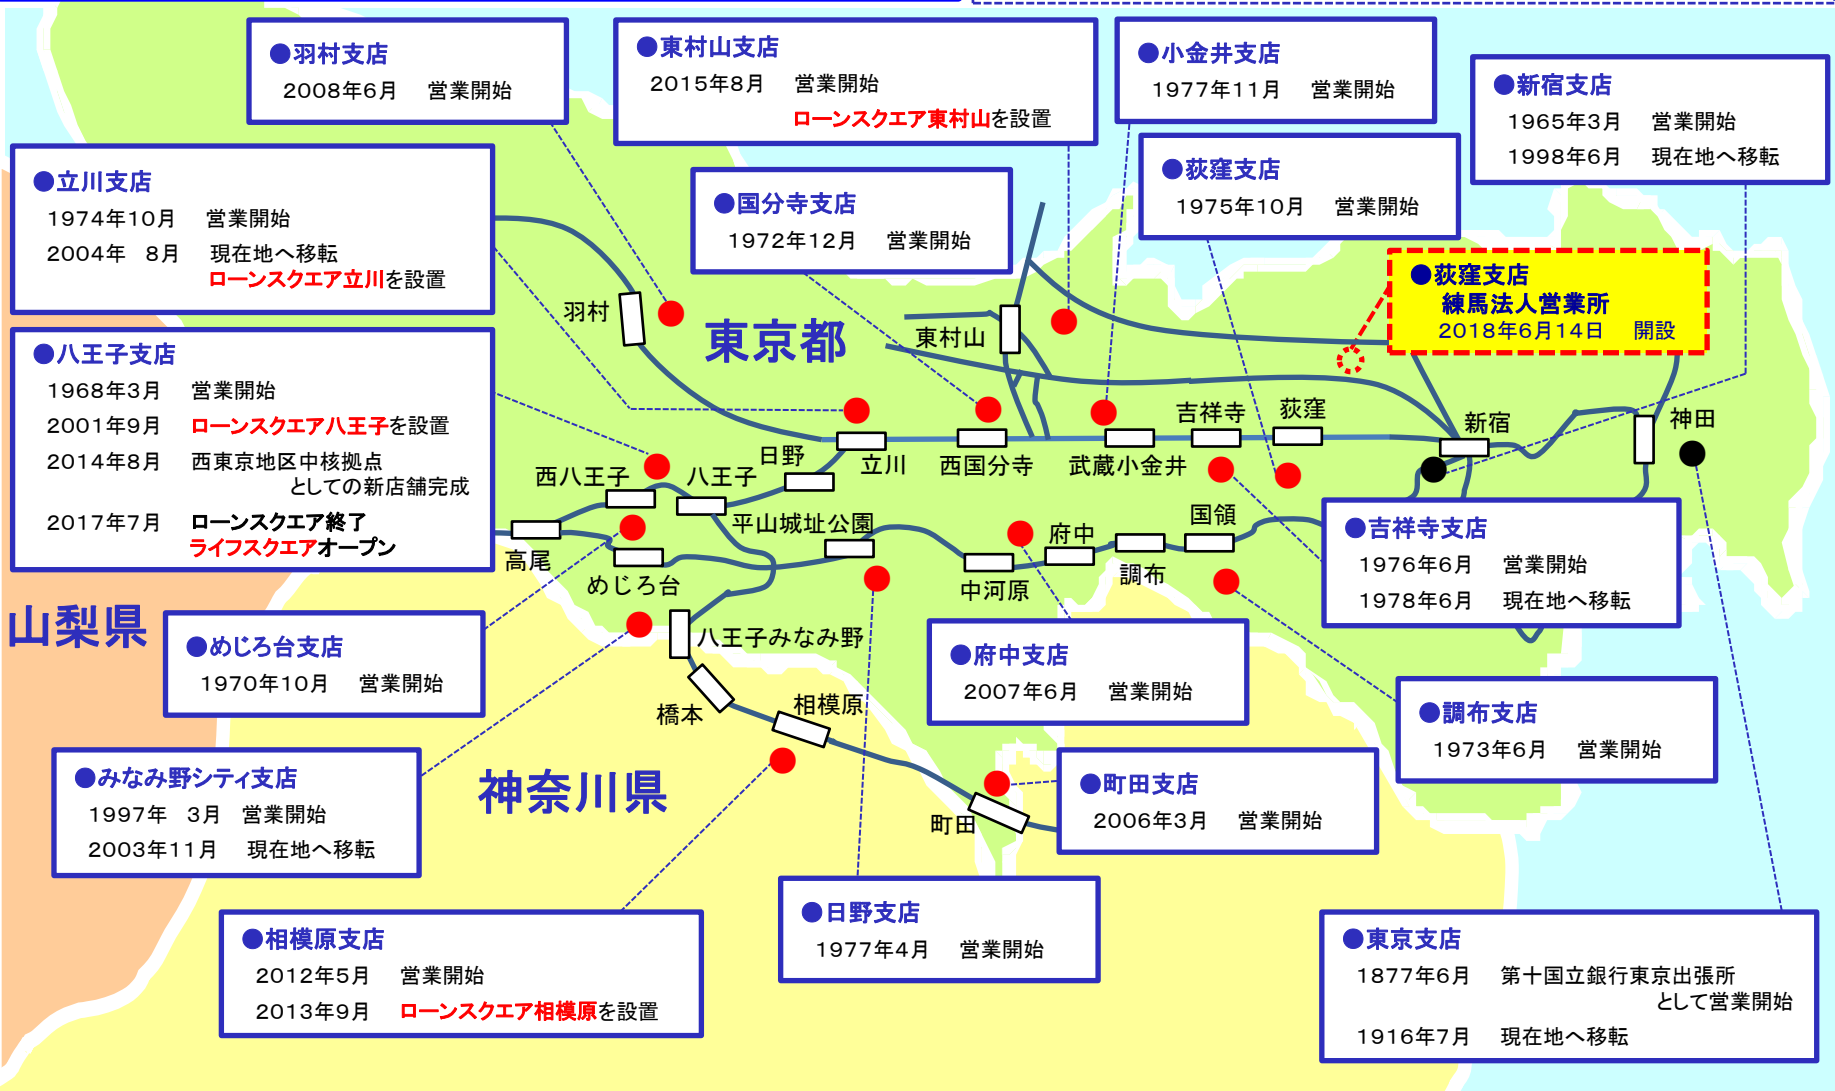 ●羽村支店
2008年6月 営業開始
●東村山支店
2015年8月 営業開始
ローンスクエア東村山を設置
●小金井支店
1977年11月 営業開始
●新宿支店
1965年3月 営業開始
1998年6月 現在地へ移転
●立川支店
1974年10月 営業開始
2004年 8月 現在地へ移転
ローンスクエア立川を設置
●国分寺支店
1972年12月 営業開始
●荻窪支店
1975年10月 営業開始
●荻窪支店
練馬法人営業所
2018年6月14日 開設
●八王子支店
1968年3月 営業開始
2001年9月 ローンスクエア八王子を設置
2014年8月 西東京地区中核拠点
としての新店舗完成
2017年7月 ローンスクエア終了
ライフスクエアオープン
羽村
東京都
東村山
吉祥寺
荻窪
新宿
神田
日野
立川
西国分寺
武蔵小金井
西八王子
八王子
平山城址公園
府中
国領
高尾
めじろ台
中河原
調布
●吉祥寺支店
1976年6月 営業開始
1978年6月 現在地へ移転
山梨県
●めじろ台支店
1970年10月 営業開始
八王子みなみ野
橋本
相模原
●府中支店
2007年6月 営業開始
●調布支店
1973年6月 営業開始
●みなみ野シティ支店
1997年 3月 営業開始
2003年11月 現在地へ移転
神奈川県
町田
●町田支店
2006年3月 営業開始
●相模原支店
2012年5月 営業開始
2013年9月 ローンスクエア相模原を設置
●日野支店
1977年4月 営業開始
●東京支店
1877年6月 第十国立銀行東京出張所
として営業開始
1916年7月 現在地へ移転